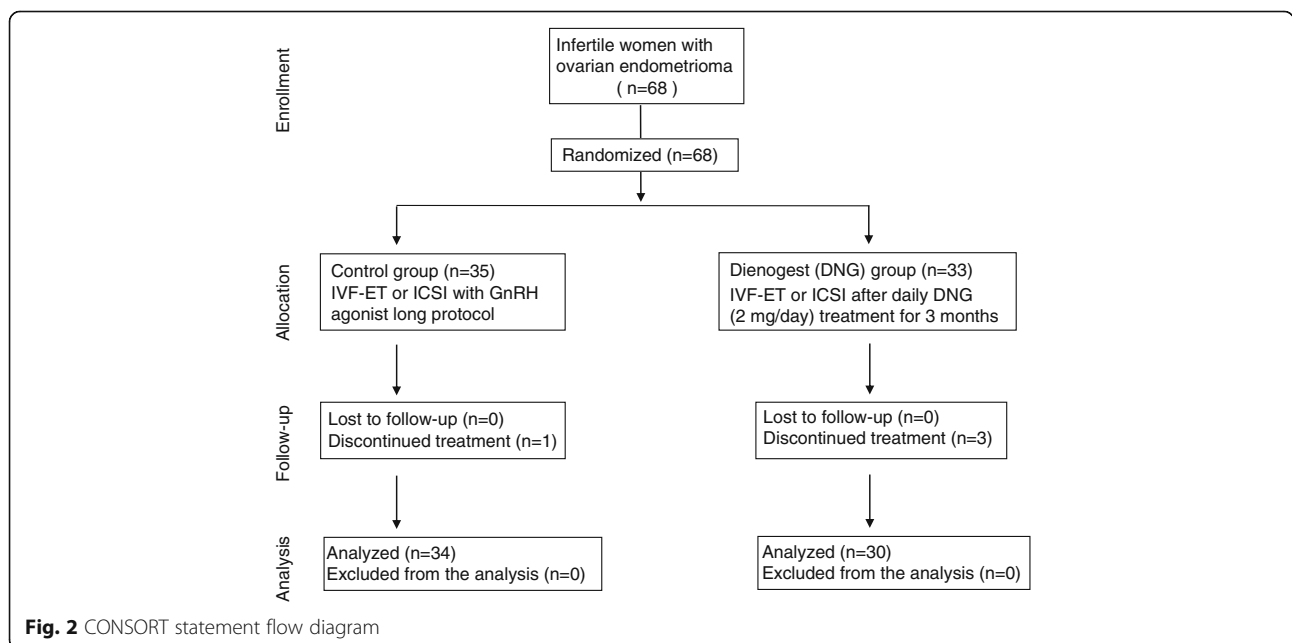 Enrollment
Infertile women with
ovarian endometrioma
( n=68 )
Randomized (n=68)
Allocation
Control group (n=35)
IVF-ET or ICSI with GnRH
agonist long protocol
Dienogest (DNG) group (n=33)
IVF-ET or ICSI after daily DNG
(2 mg/day) treatment for 3 months
Follow-up
Lost to follow-up (n=0)
Discontinued treatment (n=1)
Lost to follow-up (n=0)
Discontinued treatment (n=3)
Analysis
Analyzed (n=34)
Excluded from the analysis (n=0)
Analyzed (n=30)
Excluded from the analysis (n=0)
Fig. 2 CONSORT statement flow diagram